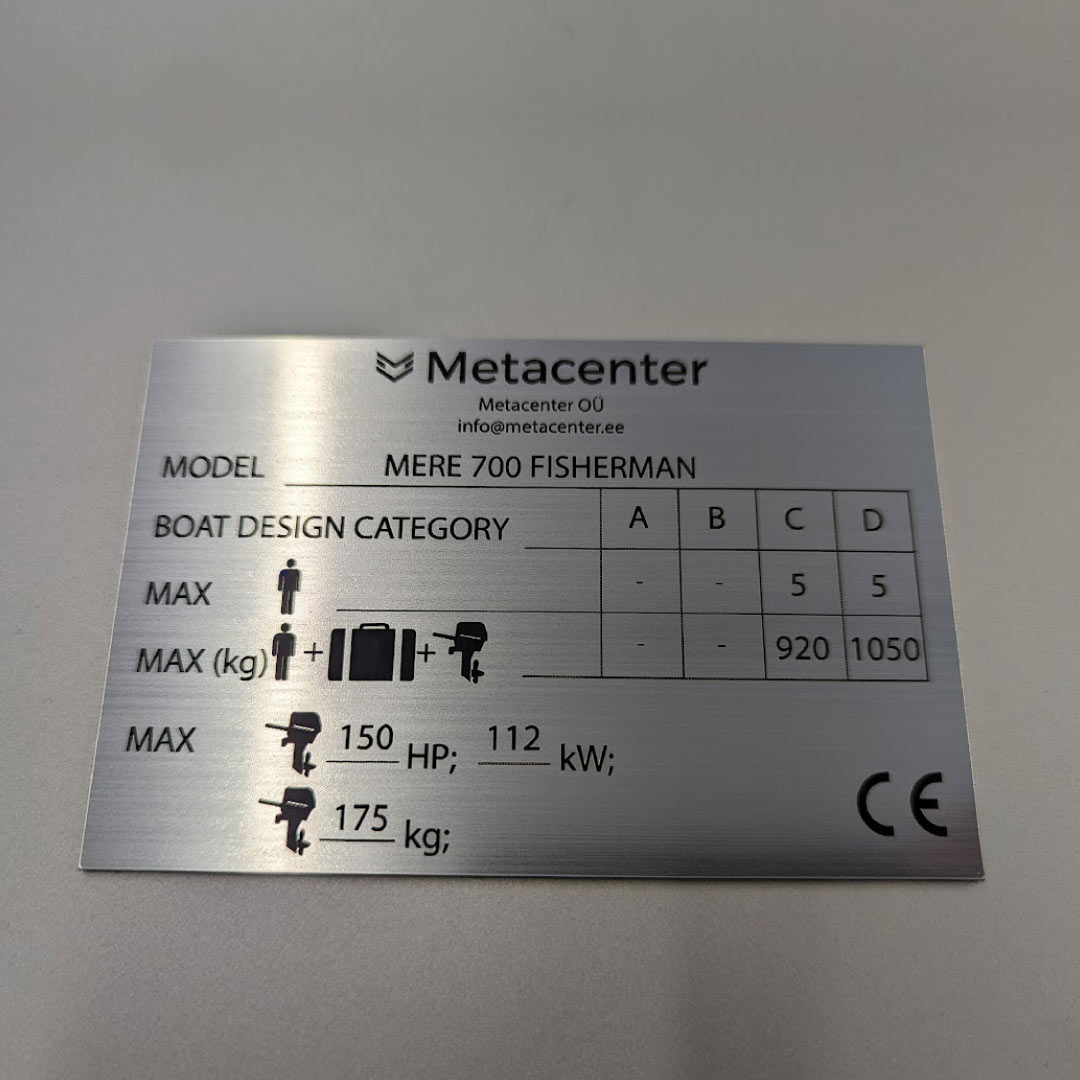 Metacenter
Metacenter OÜ
info@metacenter.ee
MODEL MERE 700 FISHERMAN
BOAT DESIGN CATEGORY A B C D
MAX - - 5 5
MAX (kg) + + - - 920 1050
MAX 150 HP; 112 kW;
175 kg;
CE